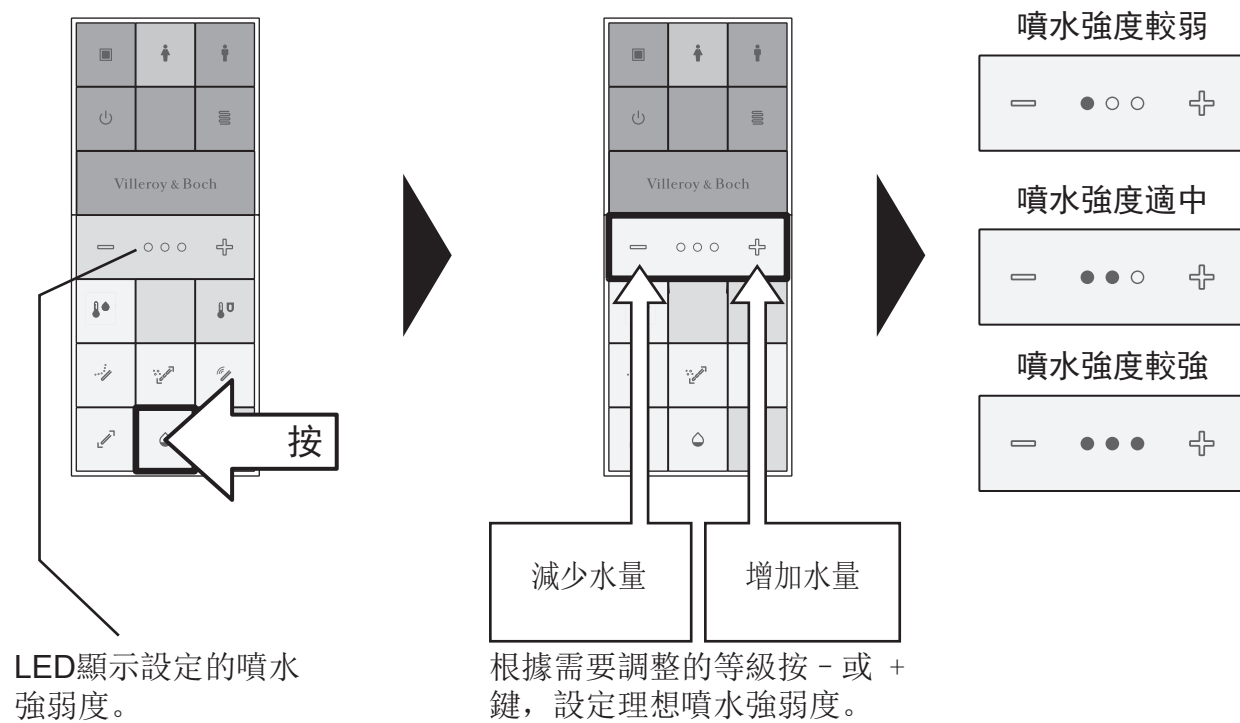 Villeroy & Boch
按
LED顯示設定的噴水
強弱度。
Villeroy & Boch
減少水量
增加水量
根據需要調整的等級按 - 或 +
鍵，設定理想噴水強弱度。
噴水強度較弱
噴水強度適中
噴水強度較強